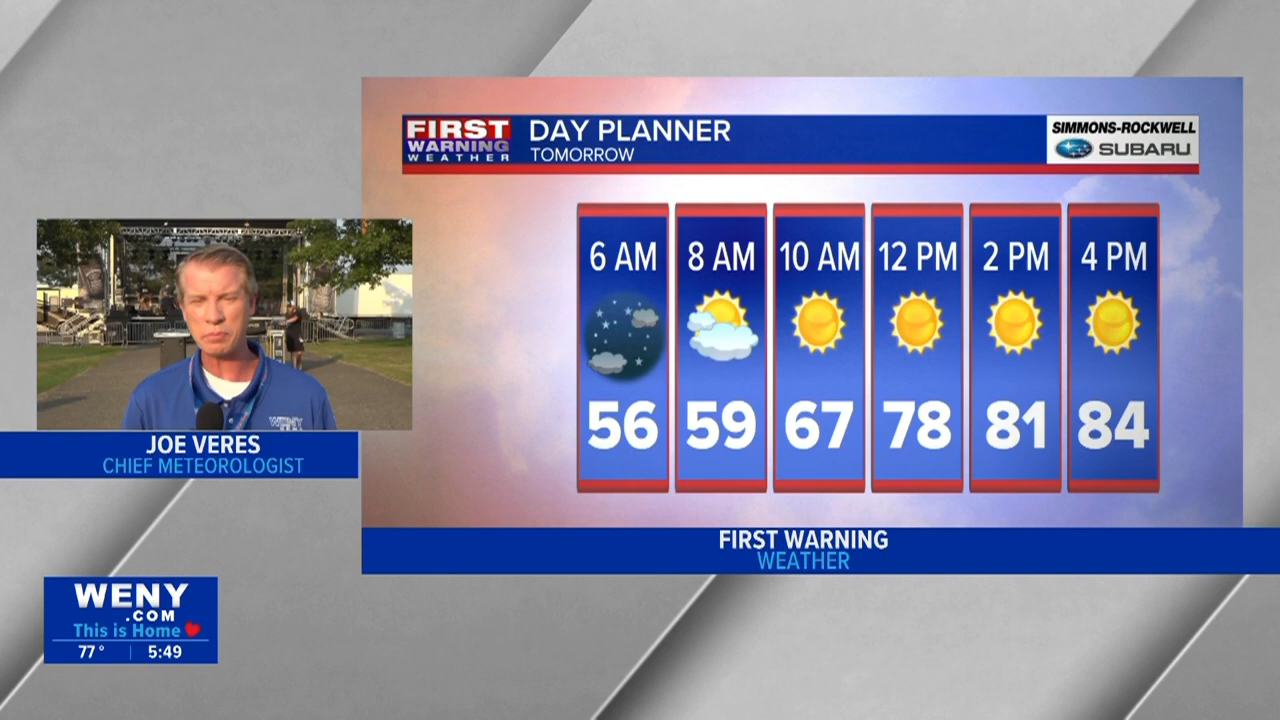 FIRST
WARNING
WEATHER
DAY PLANNER
TOMORROW
SIMMONS-ROCKWELL
SUBARU
6 AM 8 AM 10 AM 12 PM 2 PM 4 PM
56 59 67 78 81 84
WENY
JOE VERES
CHIEF METEOROLOGIST
FIRST WARNING
WEATHER
WENY
.COM
This is Home
77° | 5:49